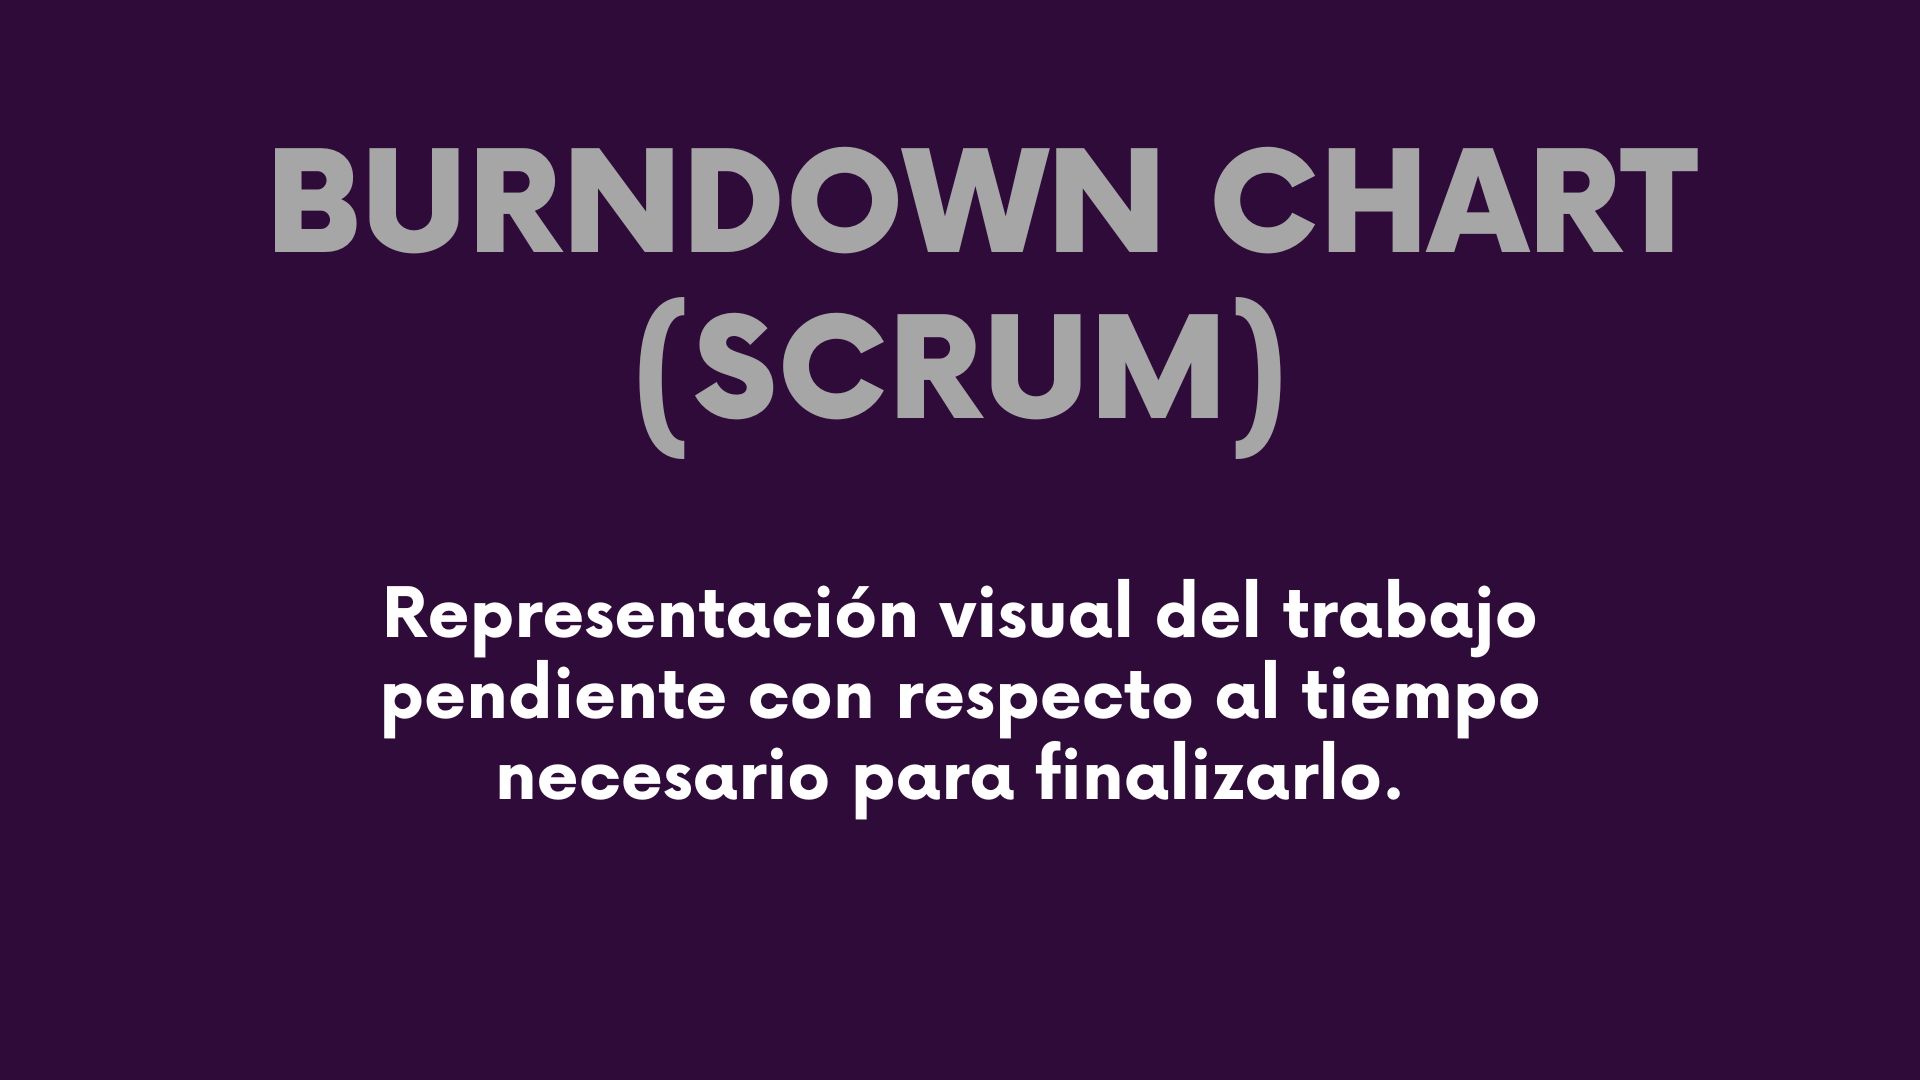 BURNDOWN CHART
(SCRUM)
Representación visual del trabajo
pendiente con respecto al tiempo
necesario para finalizarlo.